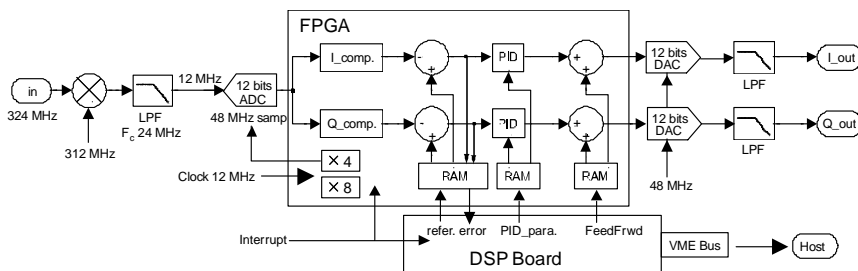 FPGA
in
324 MHz
312 MHz
LPF
Fc 24 MHz
12 MHz
12 bits
ADC
48 MHz samp
I_comp.
Q_comp.
-
+
-
+
PID
PID
+
+
+
+
12 bits
DAC
12 bits
DAC
LPF
LPF
I_out
Q_out
× 4
× 8
Clock 12 MHz
RAM
RAM
RAM
48 MHz
Interrupt
refer. error
PID_para.
FeedFrwd
DSP Board
VME Bus
Host